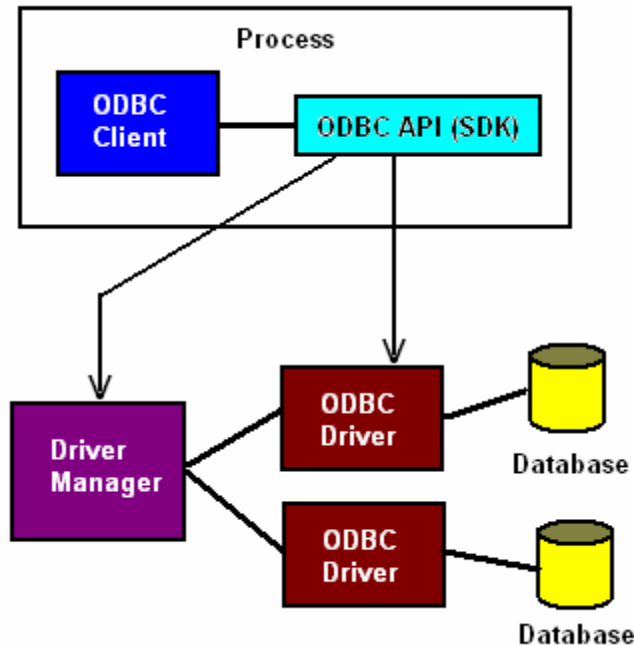 Process
ODBC
Client
ODBC API (SDK)
Driver
Manager
ODBC
Driver
Database
ODBC
Driver
Database